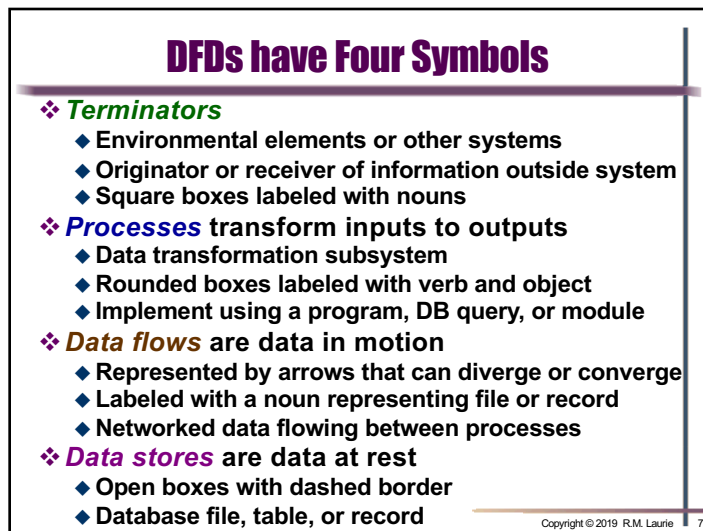 DFDs have Four Symbols
❖ Terminators
◆ Environmental elements or other systems
◆ Originator or receiver of information outside system
◆ Square boxes labeled with nouns
❖ Processes transform inputs to outputs
◆ Data transformation subsystem
◆ Rounded boxes labeled with verb and object
◆ Implement using a program, DB query, or module
❖ Data flows are data in motion
◆ Represented by arrows that can diverge or converge
◆ Labeled with a noun representing file or record
◆ Networked data flowing between processes
❖ Data stores are data at rest
◆ Open boxes with dashed border
◆ Database file, table, or record
Copyright © 2019 R.M. Laurie 7